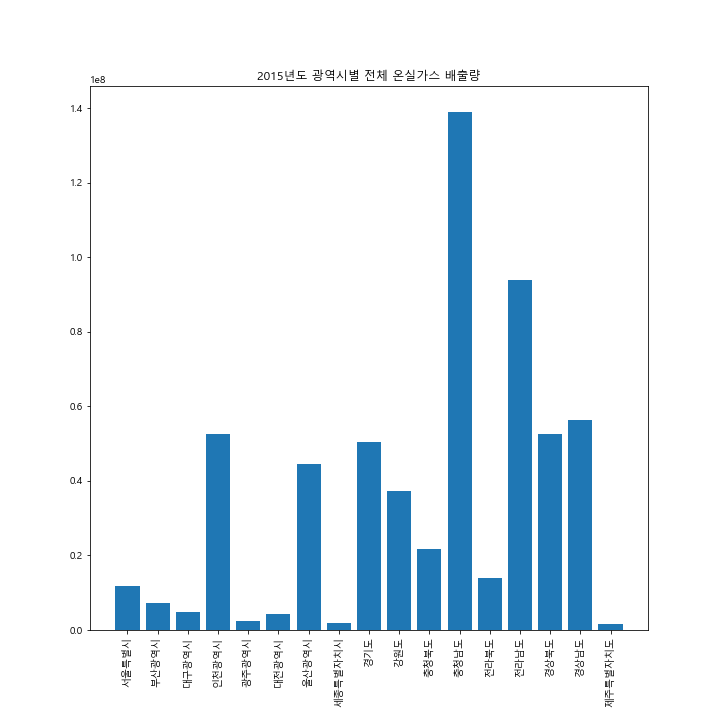 2015년도 광역시별 전체 온실가스 배출량
1e8
1.4
1.2
1.0
0.8
0.6
0.4
0.2
0.0
서울특별시
부산광역시
대구광역시
인천광역시
광주광역시
대전광역시
울산광역시
세종특별자치시
경기도
강원도
충청북도
충청남도
전라북도
전라남도
경상북도
경상남도
제주특별자치도